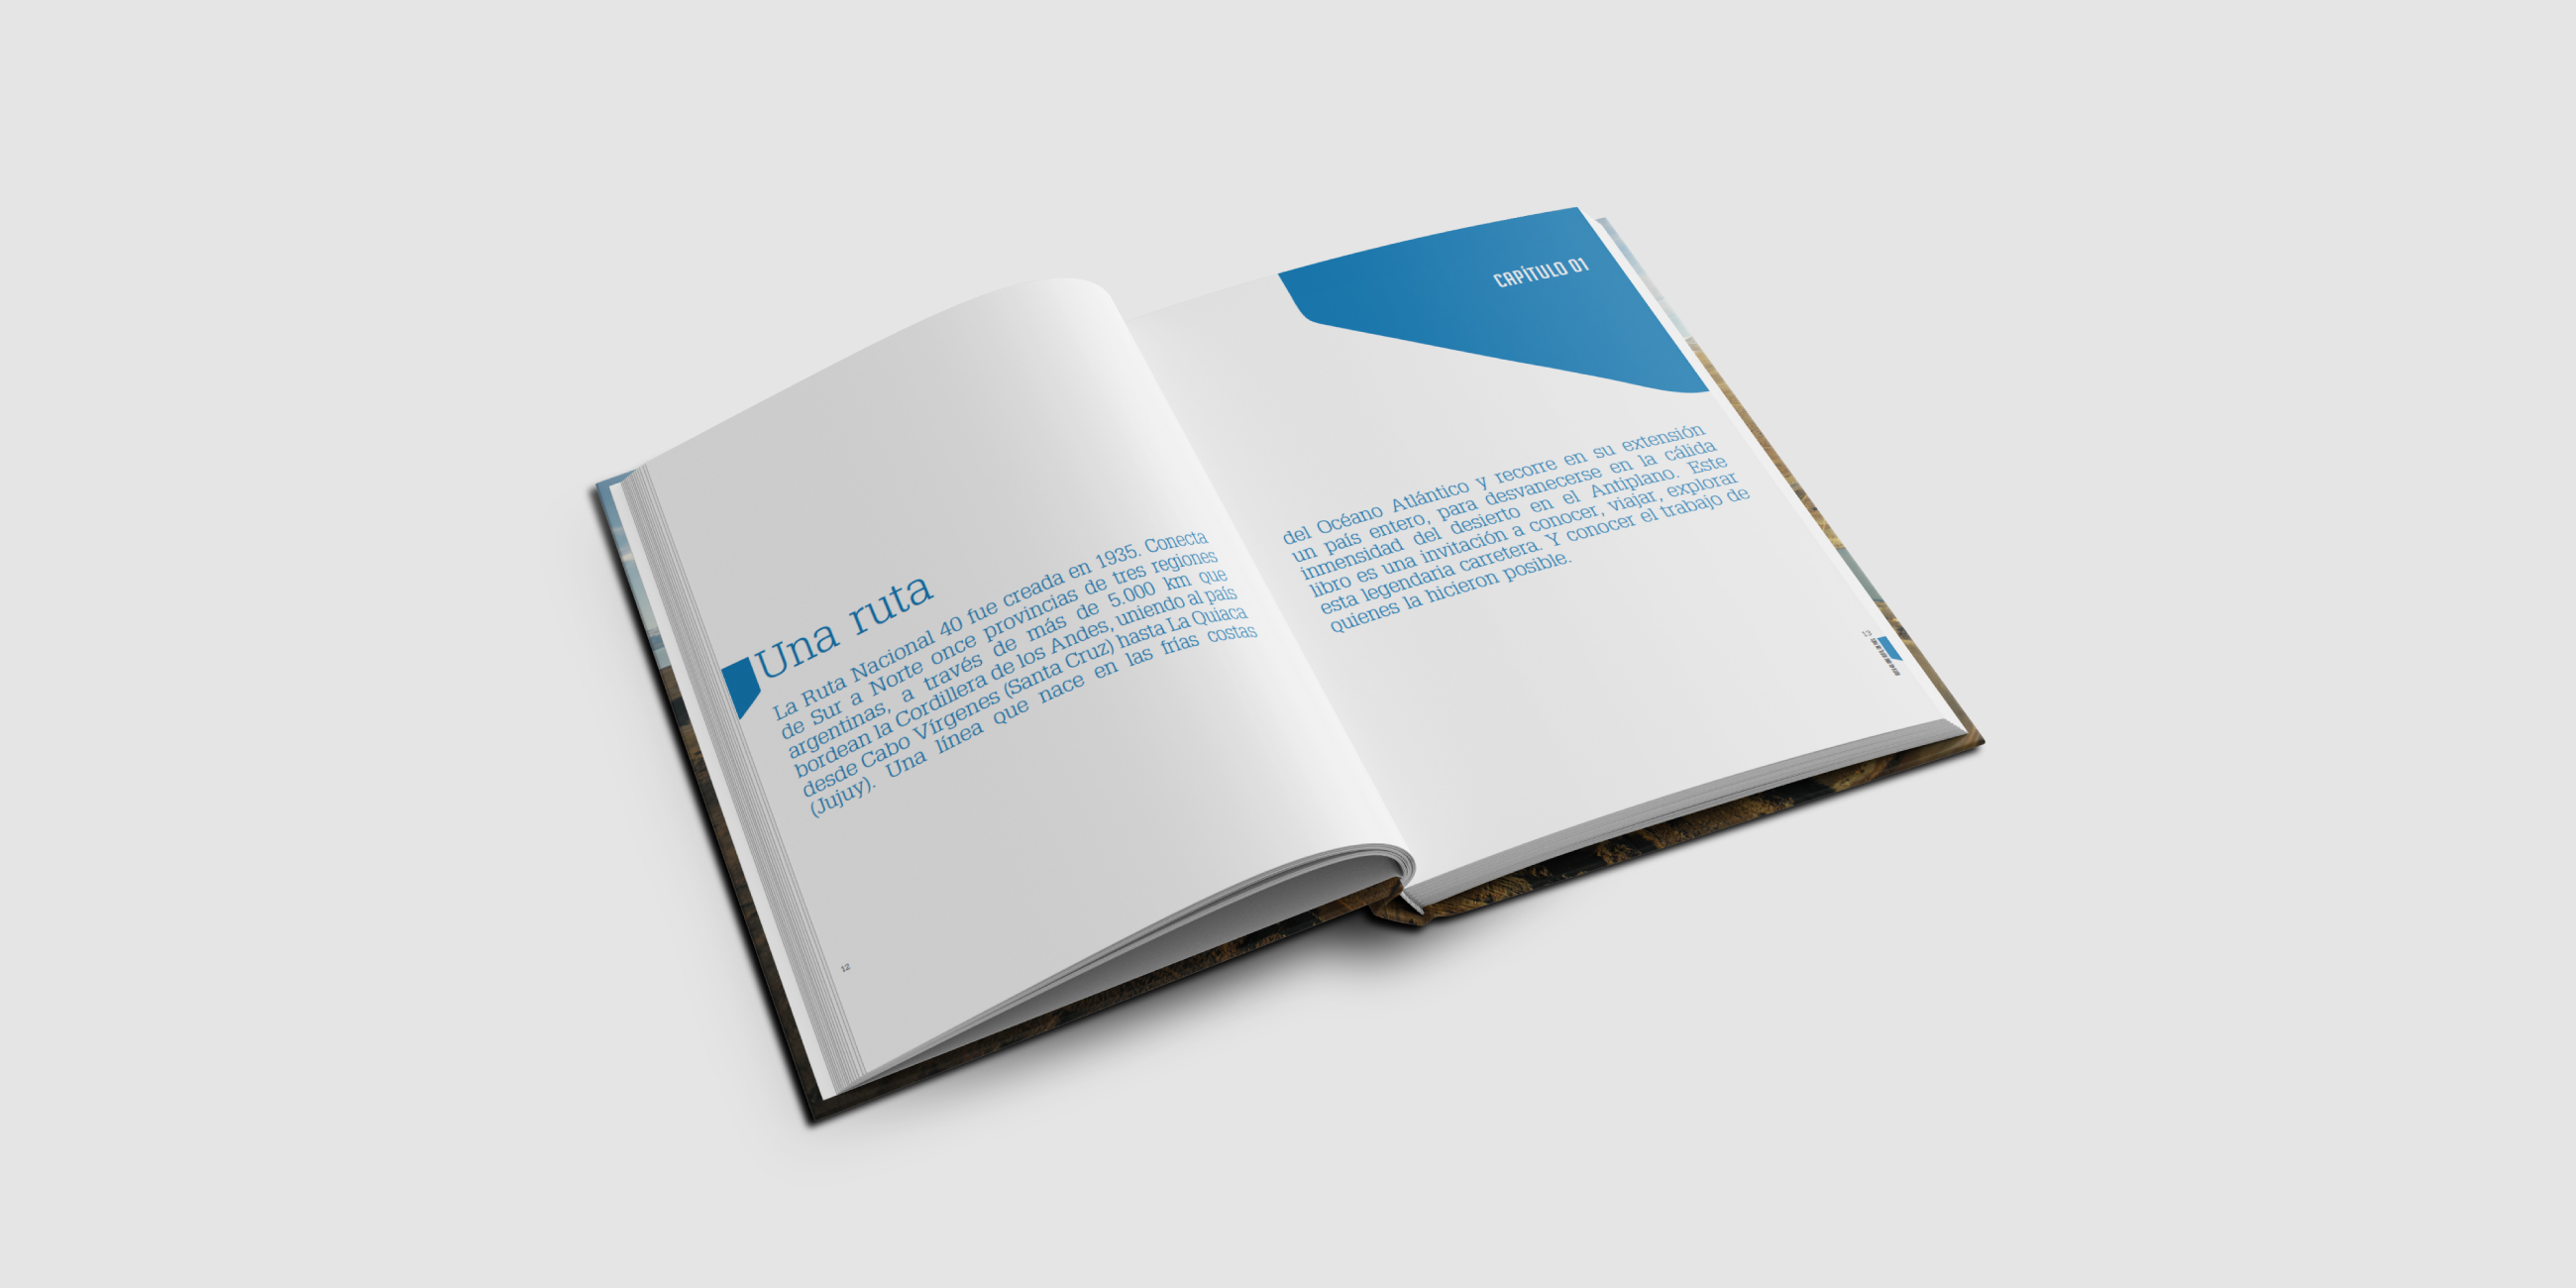 Una ruta
La Ruta Nacional 40 fue creada en 1935. Conecta
de Sur a Norte once provincias de tres regiones
argentinas, a través de más de 5.000 km que
bordean la Cordillera de los Andes, uniendo al país
desde Cabo Vírgenes (Santa Cruz) hasta La Quiaca
(Jujuy). Una línea que nace en las frías costas
12
CAPÍTULO 01
del Océano Atlántico y recorre en su extensión
un país entero, para desvanecerse en la cálida
inmensidad del desierto en el Antiplano. Este
libro es una invitación a conocer, viajar, explorar
esta legendaria carretera. Y conocer el trabajo de
quienes la hicieron posible.
13